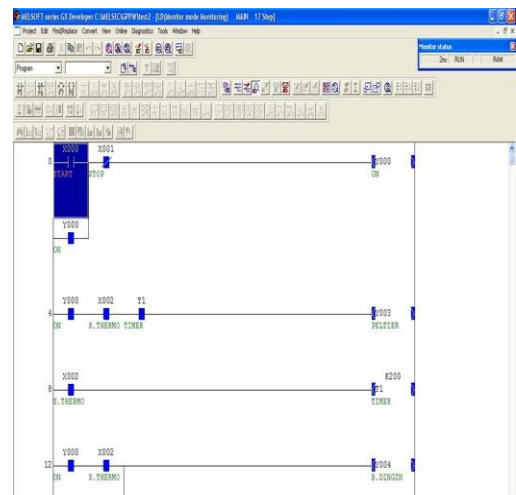 MELSOFT series GX Developer C:\MELSEC\GPPW\test2 - [LD(Monitor mode Monitoring) MAIN 17 Step]
Project Edit Find/Replace Convert View Online Diagnostics Tools Window Help
Monitor status
2ms RUN RAM
Program
X000 X001
0 Y000
START STOP ON
Y000
ON
Y000 X002 T1
4 Y003
ON S.THERMO TIMER PELTIER
X002 K200
8 T1
S.THERMO TIMER
Y000 X002
12 Y004
ON S.THERMO B.DINGIN